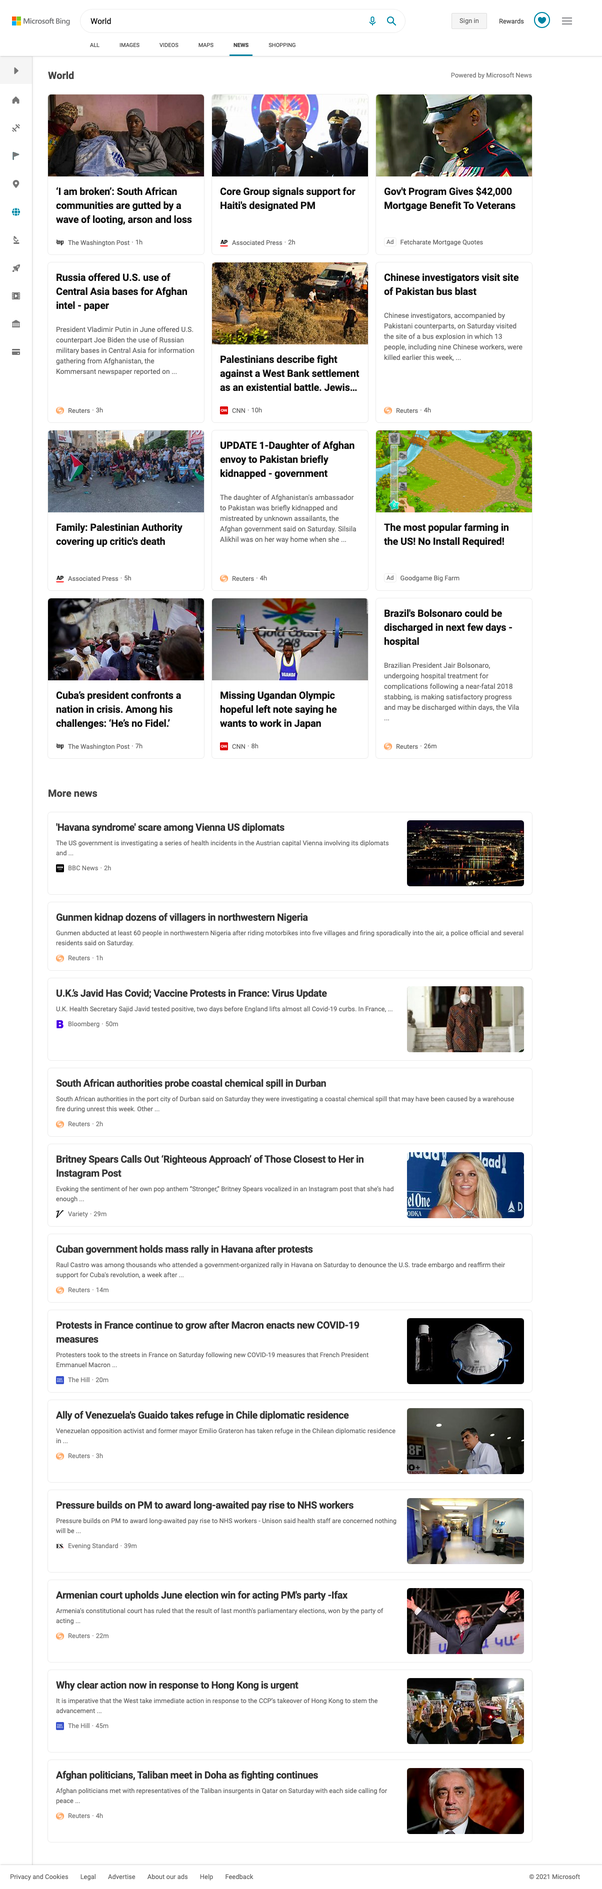 Microsoft Bing
World
Sign in
Rewards
ALL
IMAGES
VIDEOS
MAPS
NEWS
SHOPPING
World
Powered by Microsoft News
'I am broken': South African
communities are gutted by a
wave of looting, arson and loss
wp The Washington Post · 1h
Core Group signals support for
Haiti's designated PM
AP Associated Press · 2h
Gov't Program Gives $42,000
Mortgage Benefit To Veterans
Ad Fetcharate Mortgage Quotes
Russia offered U.S. use of
Central Asia bases for Afghan
intel - paper
President Vladimir Putin in June offered U.S.
counterpart Joe Biden the use of Russian
military bases in Central Asia for information
gathering from Afghanistan, the
Kommersant newspaper reported on ...
Reuters · 3h
Palestinians describe fight
against a West Bank settlement
as an existential battle. Jewis...
CNN · 10h
Chinese investigators visit site
of Pakistan bus blast
Chinese investigators, accompanied by
Pakistani counterparts, on Saturday visited
the site of a bus explosion in which 13
people, including nine Chinese workers, were
killed earlier this week, ...
Reuters · 4h
Family: Palestinian Authority
covering up critic's death
AP Associated Press · 5h
UPDATE 1-Daughter of Afghan
envoy to Pakistan briefly
kidnapped - government
The daughter of Afghanistan's ambassador
to Pakistan was briefly kidnapped and
mistreated by unknown assailants, the
Afghan government said on Saturday. Silsila
Alikhil was on her way home when she ...
Reuters · 4h
The most popular farming in
the US! No Install Required!
Ad Goodgame Big Farm
Cuba's president confronts a
nation in crisis. Among his
challenges: 'He's no Fidel.'
wp The Washington Post · 7h
Gold Coast
2018
UGANDA
Missing Ugandan Olympic
hopeful left note saying he
wants to work in Japan
CNN · 8h
Brazil's Bolsonaro could be
discharged in next few days -
hospital
Brazilian President Jair Bolsonaro,
undergoing hospital treatment for
complications following a near-fatal 2018
stabbing, is making satisfactory progress
and may be discharged within days, the Vila
...
Reuters · 26m
More news
'Havana syndrome' scare among Vienna US diplomats
The US government is investigating a series of health incidents in the Austrian capital Vienna involving its diplomats
and ...
BBC News · 2h
Gunmen kidnap dozens of villagers in northwestern Nigeria
Gunmen abducted at least 60 people in northwestern Nigeria after riding motorbikes into five villages and firing sporadically into the air, a police official and several
residents said on Saturday.
Reuters · 1h
U.K.'s Javid Has Covid; Vaccine Protests in France: Virus Update
U.K. Health Secretary Sajid Javid tested positive, two days before England lifts almost all Covid-19 curbs. In France, ...
B Bloomberg · 50m
South African authorities probe coastal chemical spill in Durban
South African authorities in the port city of Durban said on Saturday they were investigating a coastal chemical spill that may have been caused by a warehouse
fire during unrest this week. Other ...
Reuters · 2h
Britney Spears Calls Out 'Righteous Approach' of Those Closest to Her in
Instagram Post
Evoking the sentiment of her own pop anthem "Stronger," Britney Spears vocalized in an Instagram post that she's had
enough ...
V Variety · 29m
Cuban government holds mass rally in Havana after protests
Raul Castro was among thousands who attended a government-organized rally in Havana on Saturday to denounce the U.S. trade embargo and reaffirm their
support for Cuba's revolution, a week after ...
Reuters · 14m
Protests in France continue to grow after Macron enacts new COVID-19
measures
Protesters took to the streets in France on Saturday following new COVID-19 measures that French President
Emmanuel Macron ...
The Hill · 20m
Ally of Venezuela's Guaido takes refuge in Chile diplomatic residence
Venezuelan opposition activist and former mayor Emilio Grateron has taken refuge in the Chilean diplomatic residence
in ...
Reuters · 3h
Pressure builds on PM to award long-awaited pay rise to NHS workers
Pressure builds on PM to award long-awaited pay rise to NHS workers - Unison said health staff are concerned nothing
will be ...
ES Evening Standard · 39m
Armenian court upholds June election win for acting PM's party -Ifax
Armenia's constitutional court has ruled that the result of last month's parliamentary elections, won by the party of
acting ...
Reuters · 22m
Why clear action now in response to Hong Kong is urgent
It is imperative that the West take immediate action in response to the CCP's takeover of Hong Kong to stem the
advancement ...
The Hill · 45m
Afghan politicians, Taliban meet in Doha as fighting continues
Afghan politicians met with representatives of the Taliban insurgents in Qatar on Saturday with each side calling for
peace ...
Reuters · 4h
Privacy and Cookies
Legal
Advertise
About our ads
Help
Feedback
© 2021 Microsoft